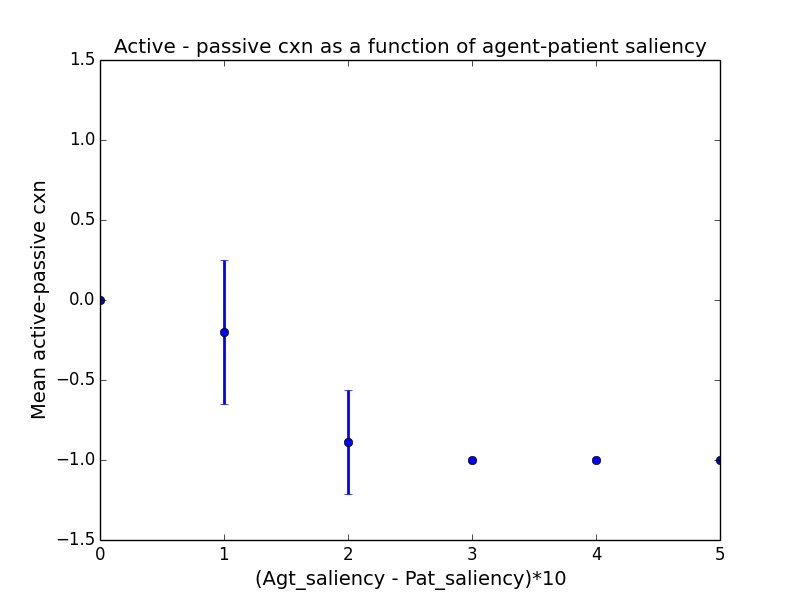 Active - passive cxn as a function of agent-patient saliency
1.5
1.0
0.5
0.0
−0.5
−1.0
−1.5
Mean active-passive cxn
0 1 2 3 4 5
(Agt_saliency - Pat_saliency)*10